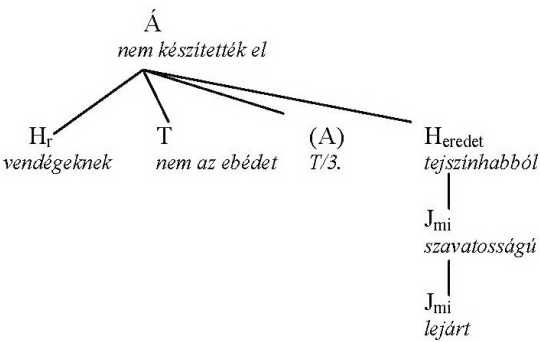 Á
nem készítették el
Hr T (A) Heredet
vendégeknek nem az ebédet T/3. tejszínhabból
Jmi
szavatosságú
Jmi
lejárt